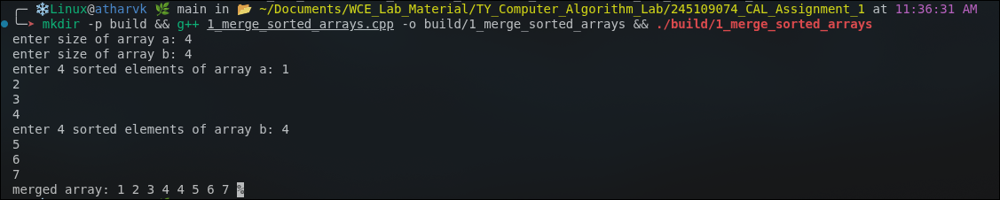 Linux@atharvk main in ~/Documents/WCE_Lab_Material/TY_Computer_Algorithm_Lab/245109074_CAL_Assignment_1 at 11:36:31 AM
mkdir -p build && g++ 1_merge_sorted_arrays.cpp -o build/1_merge_sorted_arrays && ./build/1_merge_sorted_arrays
enter size of array a: 4
enter size of array b: 4
enter 4 sorted elements of array a: 1
2
3
4
enter 4 sorted elements of array b: 4
5
6
7
merged array: 1 2 3 4 4 5 6 7 %